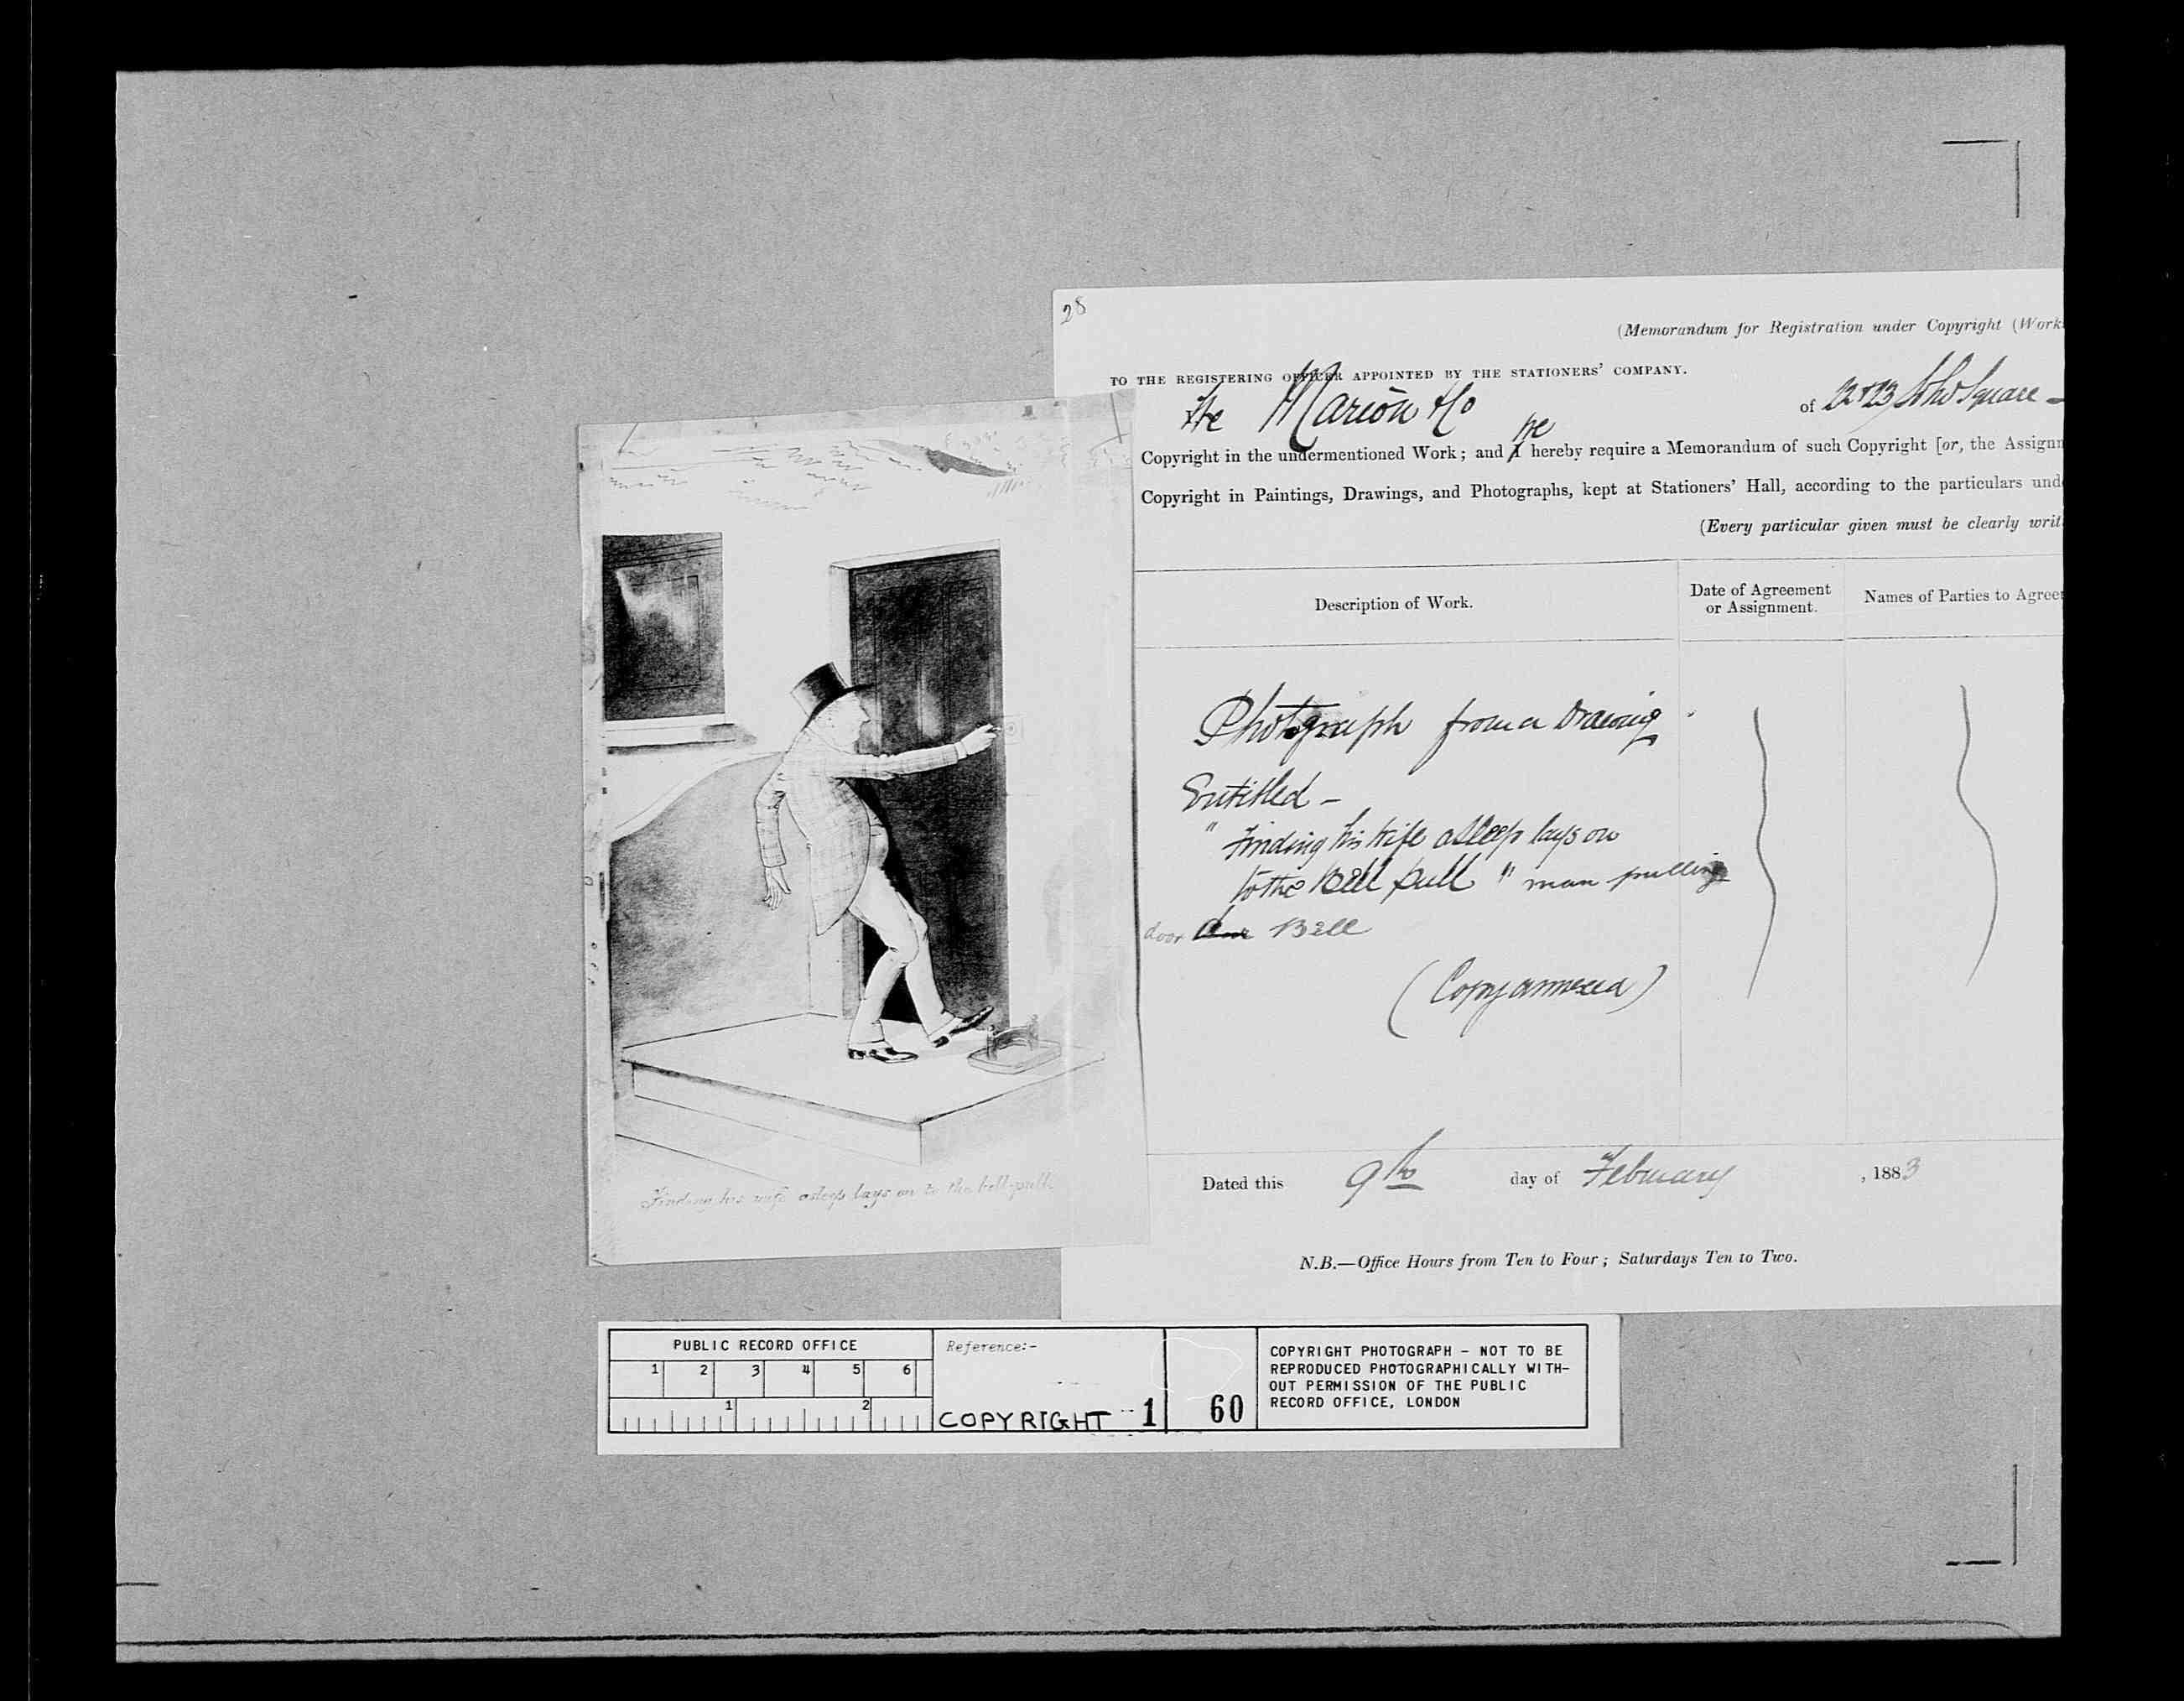 28
(Memorandum for Registration under Copyright (Work
TO THE REGISTERING OFFICER APPOINTED BY THE STATIONERS' COMPANY.
We Marion & Co of 22 & 23 Soho Square –
We
Copyright in the undermentioned Work ; and I hereby require a Memorandum of such Copyright [or, the Assignm
Copyright in Paintings, Drawings, and Photographs, kept at Stationers' Hall, according to the particulars und
(Every particular given must be clearly writ
Description of Work.
Date of Agreement
or Assignment.
Names of Parties to Agree
Photograph from a Drawing
Entitled –
" Finding his wife asleep lays on
to the Bell pull " man pulling
door Bell
(Copy annexed)
Dated this 9th day of February , 1883
N.B.—Office Hours from Ten to Four ; Saturdays Ten to Two.
Finding his wife asleep lays on to the bell-pull.
PUBLIC RECORD OFFICE
1 2 3 4 5 6
1 2
Reference:-
COPYRIGHT 1 60
COPYRIGHT PHOTOGRAPH - NOT TO BE
REPRODUCED PHOTOGRAPHICALLY WITH-
OUT PERMISSION OF THE PUBLIC
RECORD OFFICE, LONDON